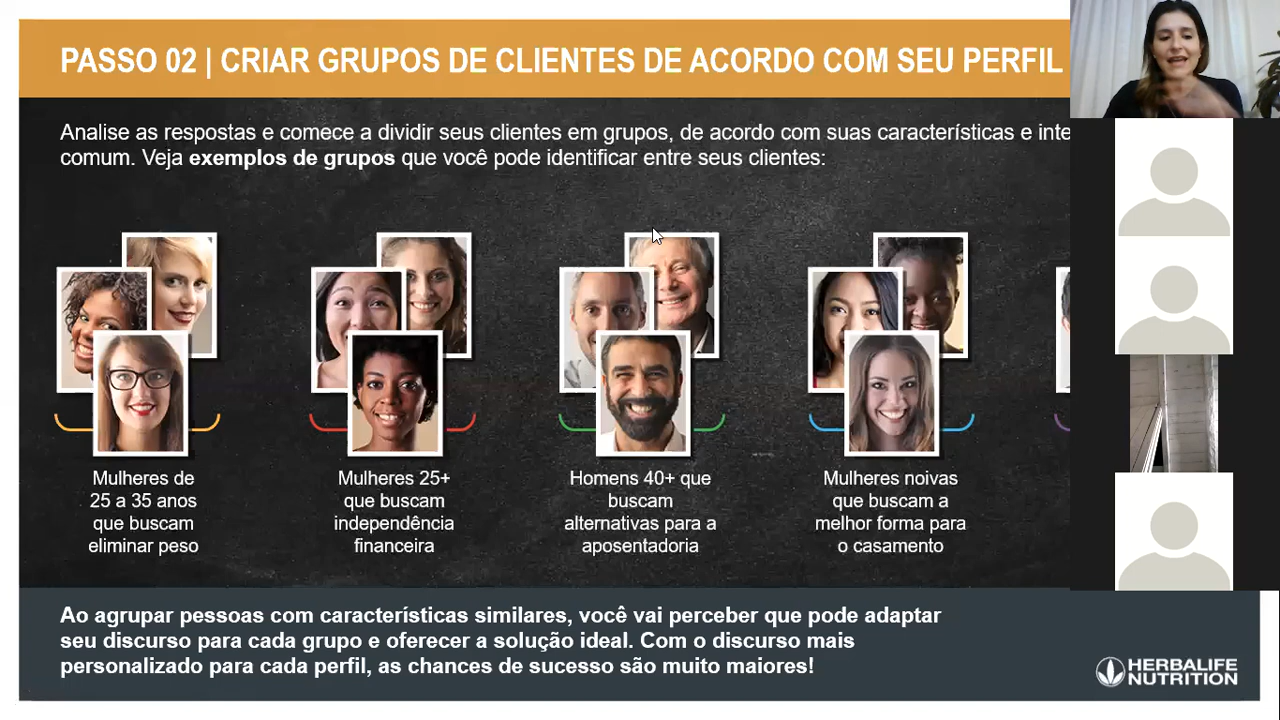 PASSO 02 | CRIAR GRUPOS DE CLIENTES DE ACORDO COM SEU PERFIL
Analise as respostas e comece a dividir seus clientes em grupos, de acordo com suas características e
comum. Veja exemplos de grupos que você pode identificar entre seus clientes:
Mulheres de
25 a 35 anos
que buscam
eliminar peso
Mulheres 25+
que buscam
independência
financeira
Homens 40+ que
buscam
alternativas para a
aposentadoria
Mulheres noivas
que buscam a
melhor forma para
o casamento
Ao agrupar pessoas com características similares, você vai perceber que pode adaptar
seu discurso para cada grupo e oferecer a solução ideal. Com o discurso mais
personalizado para cada perfil, as chances de sucesso são muito maiores!
HERBALIFE
NUTRITION